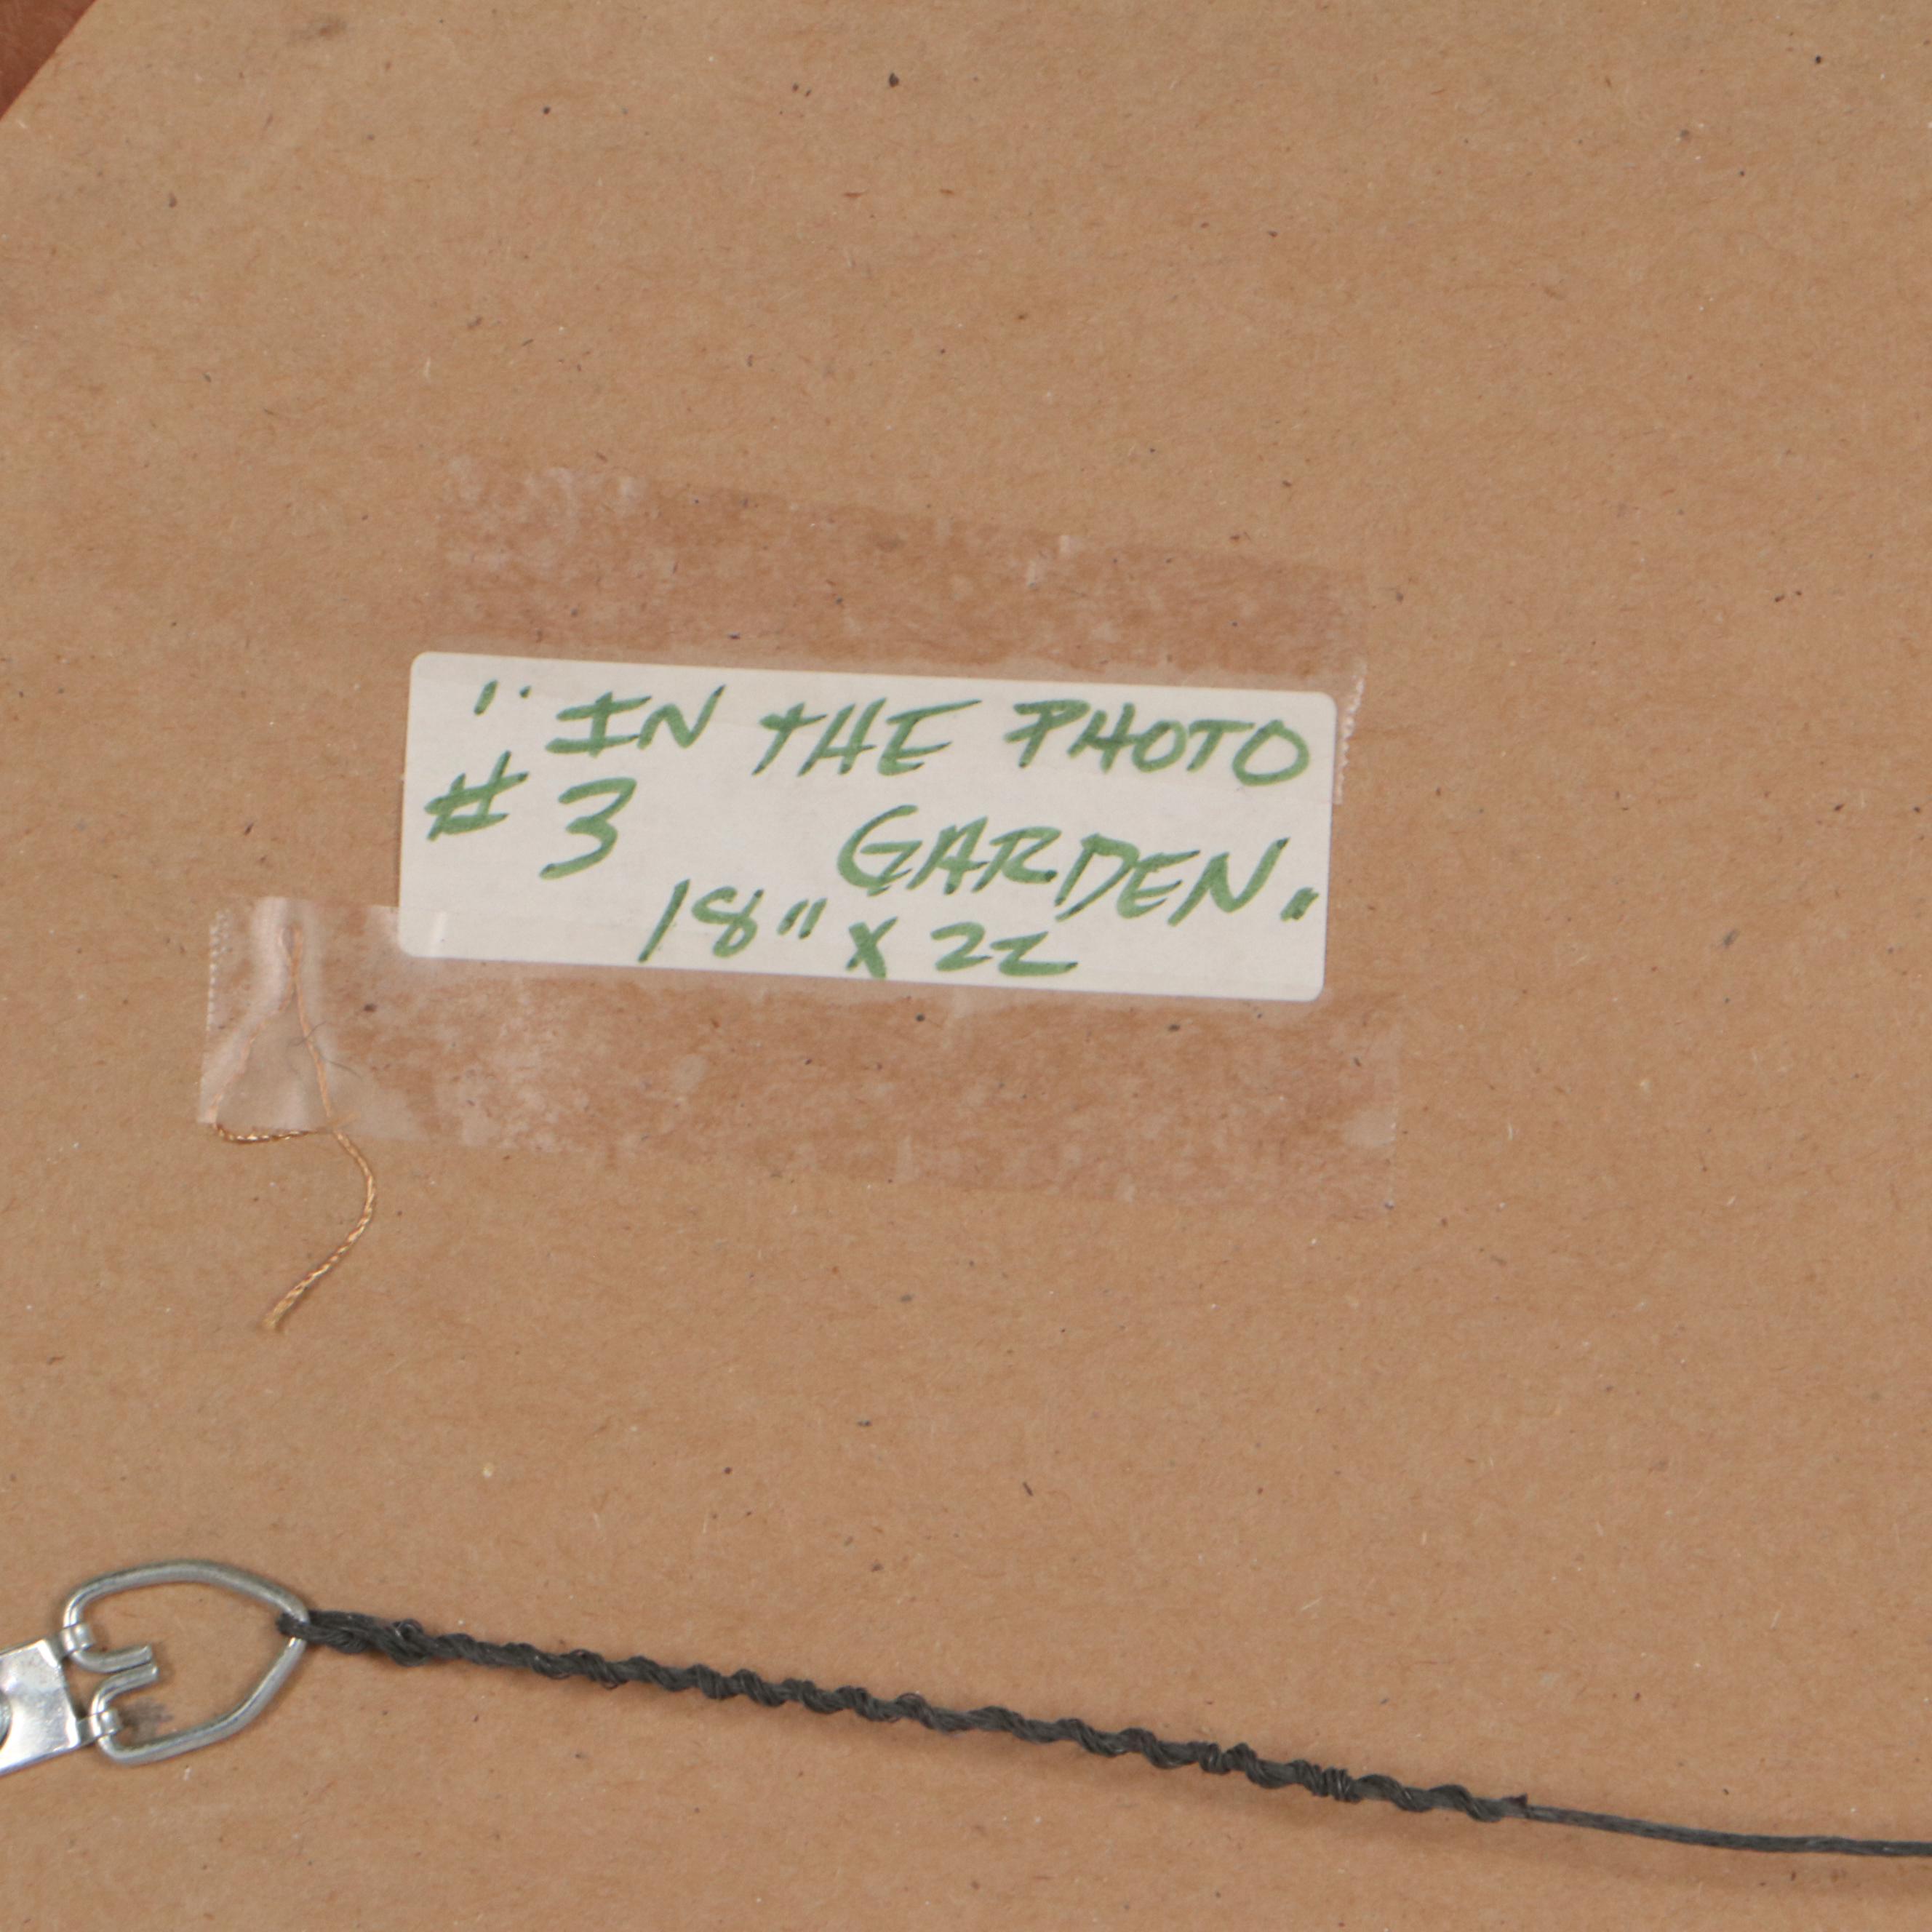 "IN THE PHOTO
#3 GARDEN."
18" X 22